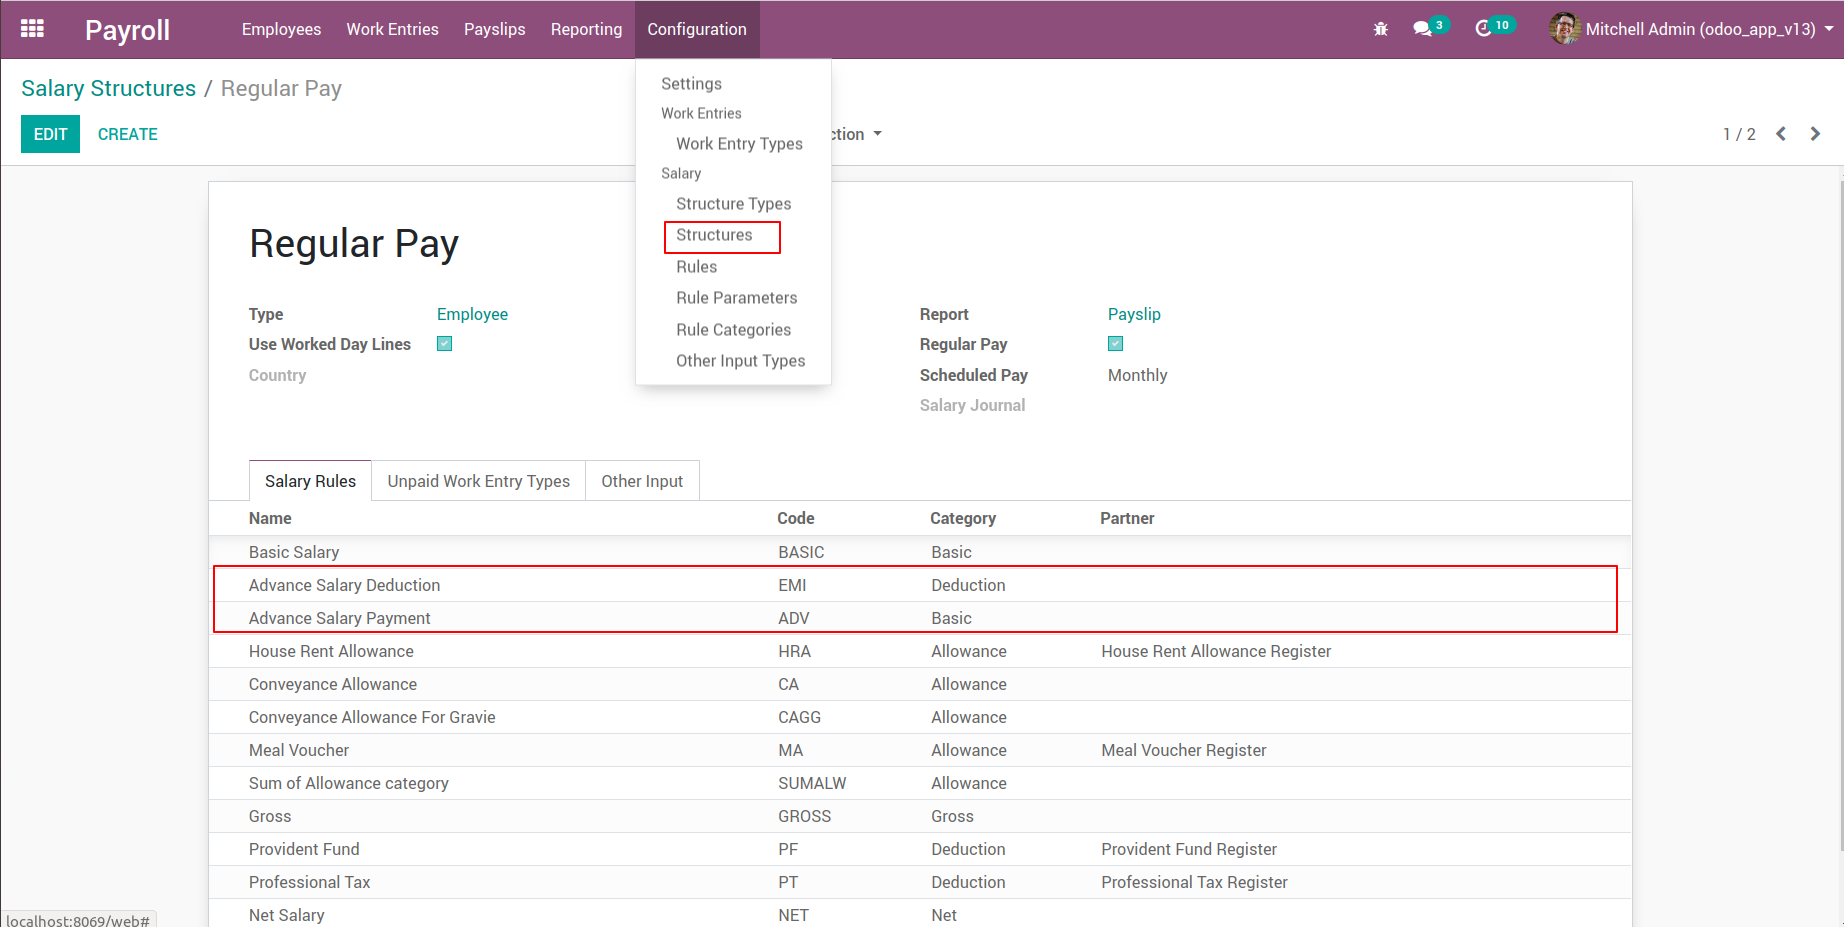 Payroll Employees Work Entries Payslips Reporting Configuration 3 10 Mitchell Admin (odoo_app_v13)
Salary Structures / Regular Pay
EDIT CREATE ction 1 / 2
Settings
Work Entries
Work Entry Types
Salary
Structure Types
Structures
Rules
Rule Parameters
Rule Categories
Other Input Types
Regular Pay
Type Employee
Use Worked Day Lines
Country
Report Payslip
Regular Pay
Scheduled Pay Monthly
Salary Journal
Salary Rules Unpaid Work Entry Types Other Input
Name Code Category Partner
Basic Salary BASIC Basic
Advance Salary Deduction EMI Deduction
Advance Salary Payment ADV Basic
House Rent Allowance HRA Allowance House Rent Allowance Register
Conveyance Allowance CA Allowance
Conveyance Allowance For Gravie CAGG Allowance
Meal Voucher MA Allowance Meal Voucher Register
Sum of Allowance category SUMALW Allowance
Gross GROSS Gross
Provident Fund PF Deduction Provident Fund Register
Professional Tax PT Deduction Professional Tax Register
Net Salary NET Net
localhost:8069/web#